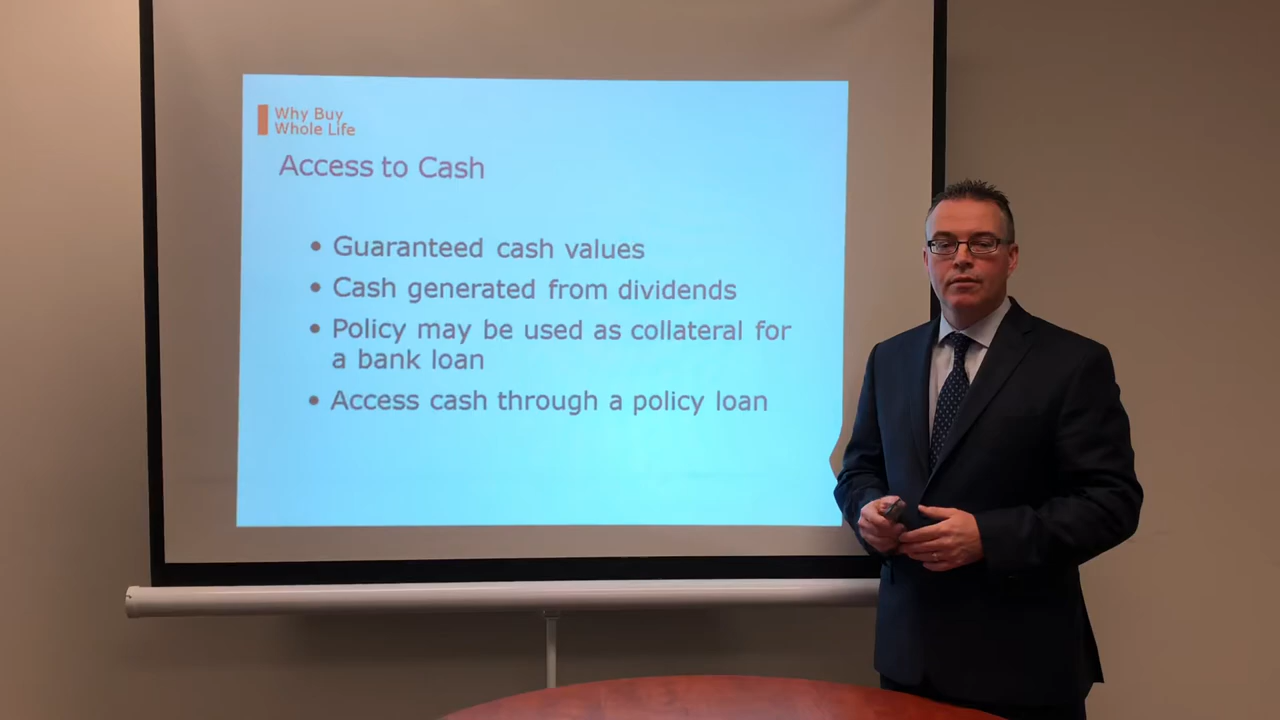 Why Buy
Whole Life
Access to Cash
• Guaranteed cash values
• Cash generated from dividends
• Policy may be used as collateral for
a bank loan
• Access cash through a policy loan